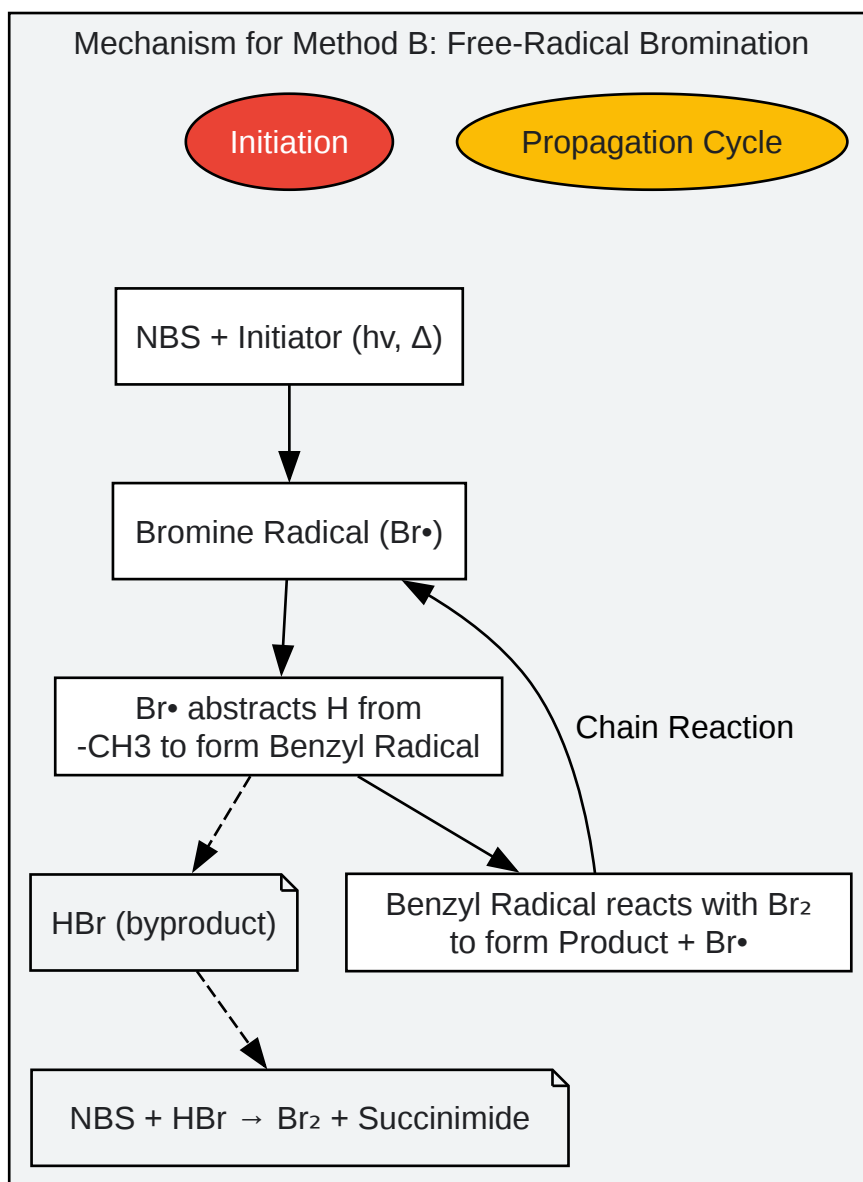 Mechanism for Method B: Free-Radical Bromination
Initiation
Propagation Cycle
NBS + Initiator (hv, Δ)
Bromine Radical (Br•)
Br• abstracts H from
-CH3 to form Benzyl Radical
Chain Reaction
HBr (byproduct)
Benzyl Radical reacts with Br₂
to form Product + Br•
NBS + HBr → Br₂ + Succinimide